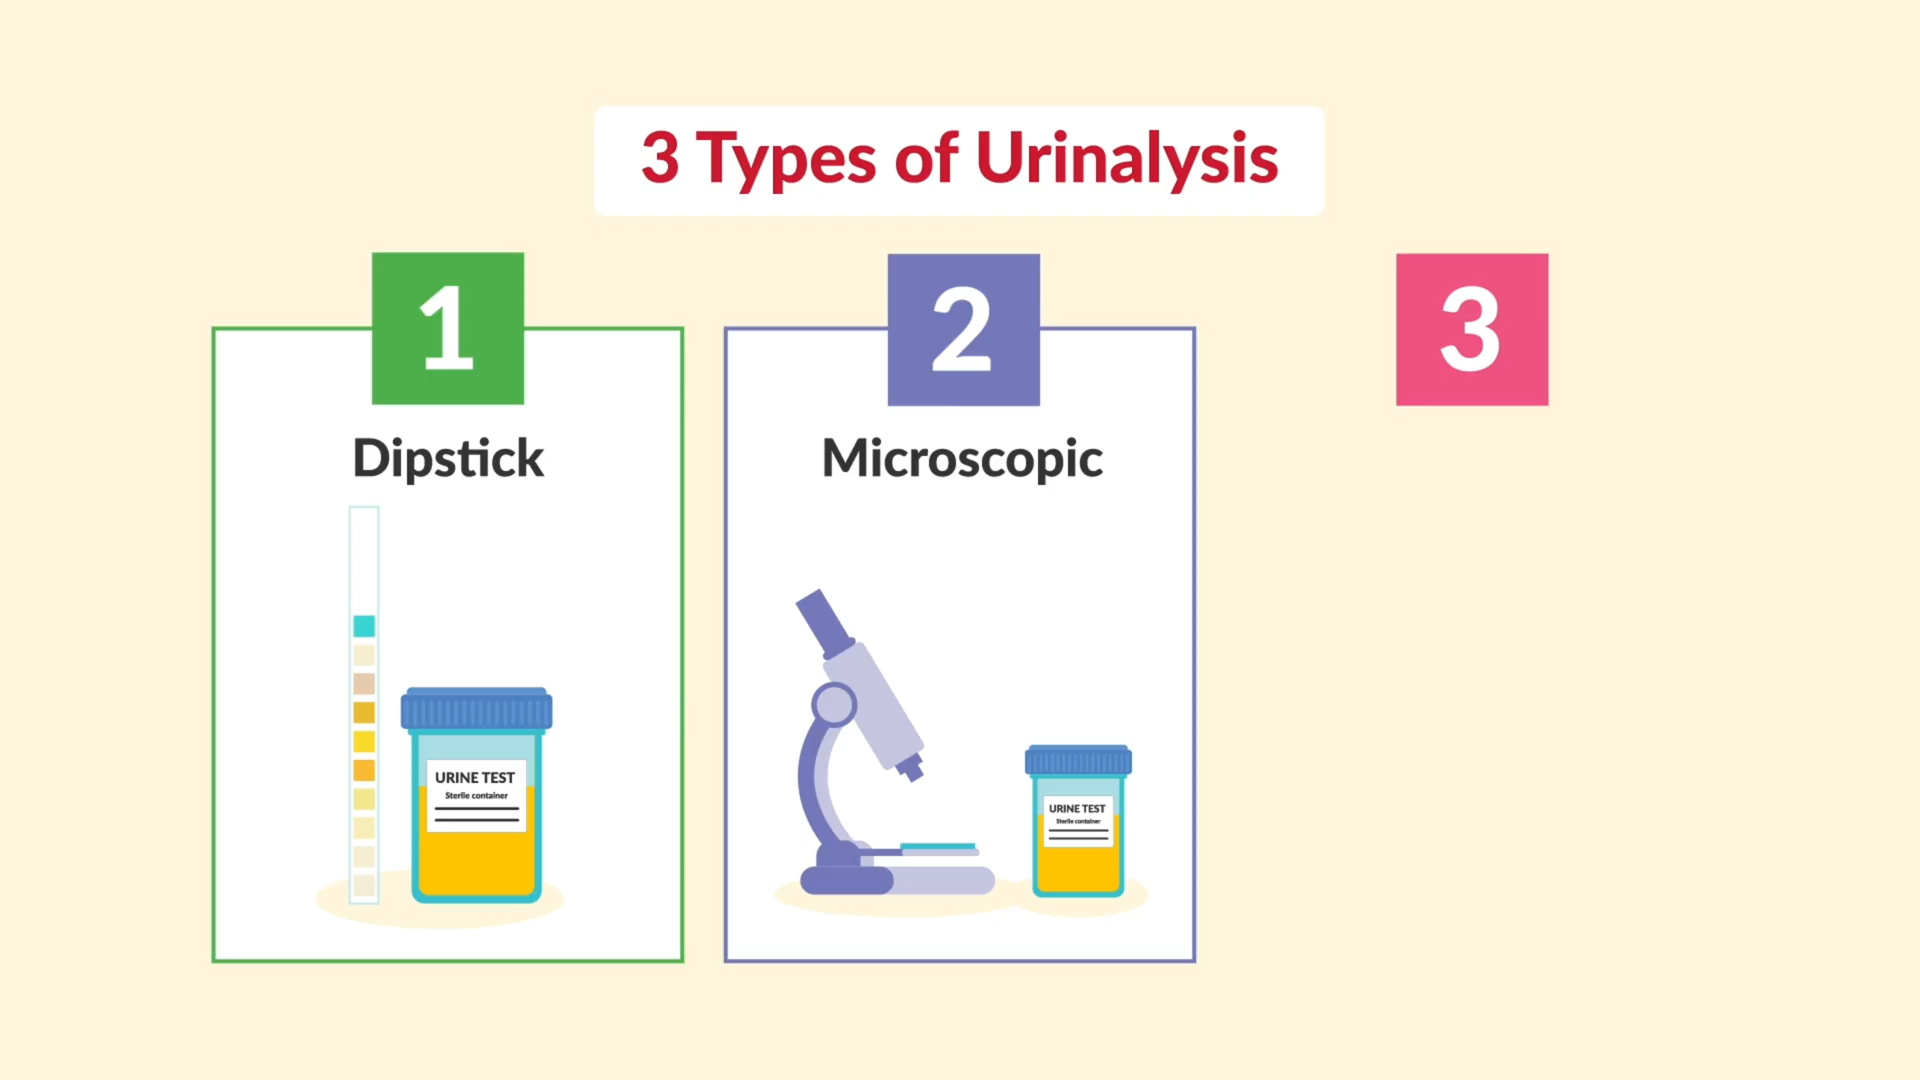 3 Types of Urinalysis
1
Dipstick
URINE TEST
Sterile container
2
Microscopic
URINE TEST
Sterile container
3